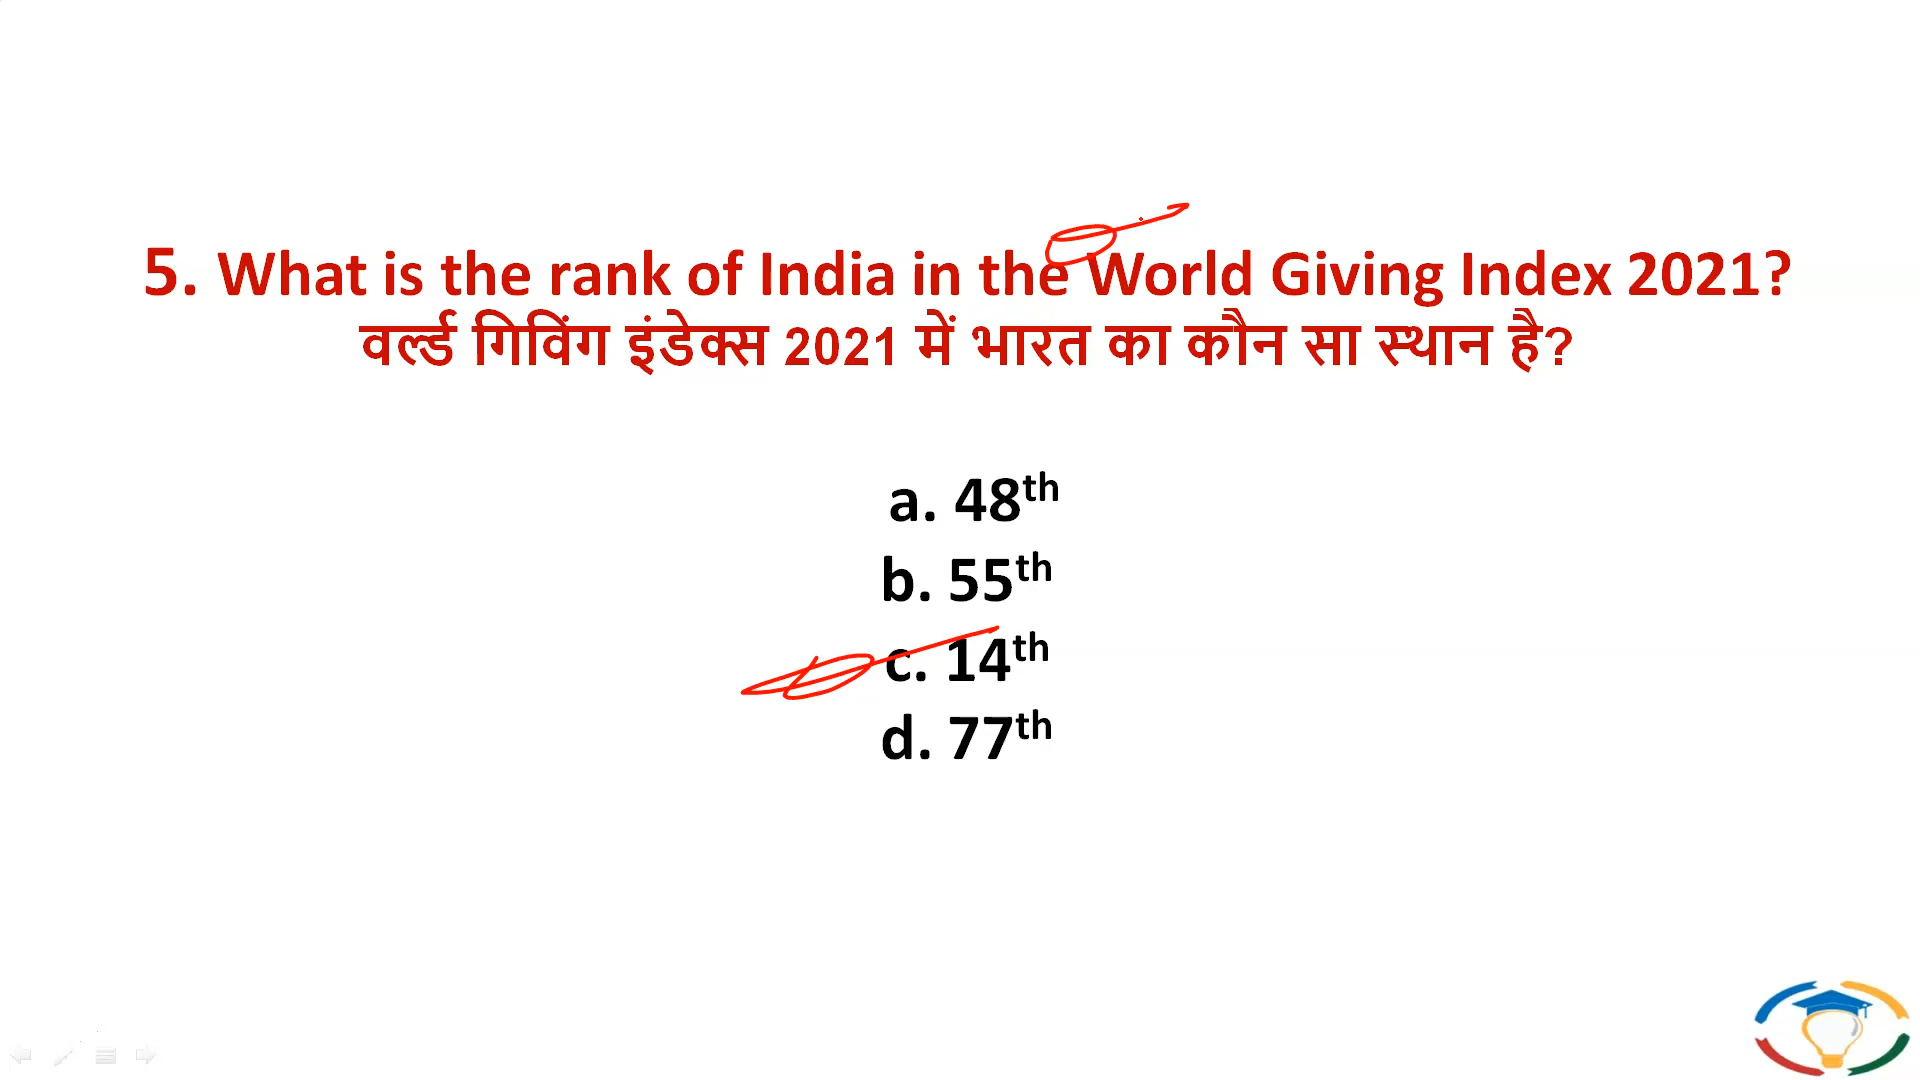 5. What is the rank of India in the World Giving Index 2021?
वर्ल्ड गिविंग इंडेक्स 2021 में भारत का कौन सा स्थान है?
a. 48th
b. 55th
c. 14th
d. 77th